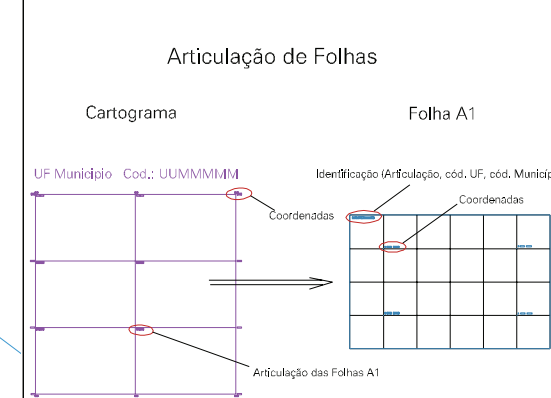 Articulação de Folhas
Cartograma
Folha A1
UF Municipio Cod.: UUMMMMM
Identificação (Articulação, cód. UF, cód. Municíp
Coordenadas
Coordenadas
Articulação das Folhas A1